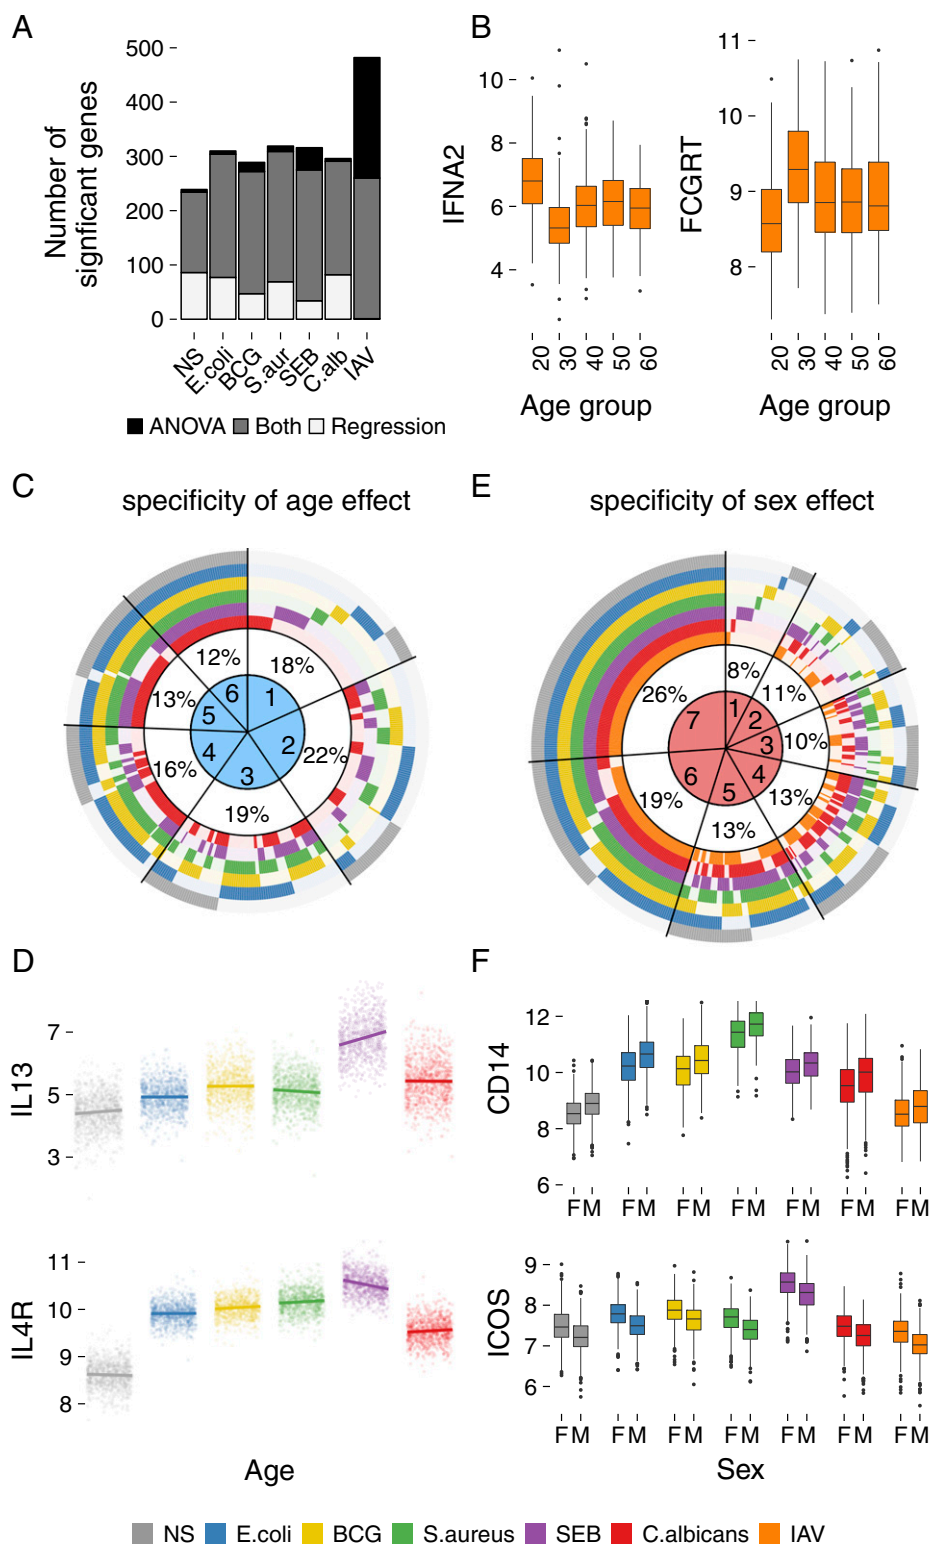 A
Number of
signficant genes
500
400
300
200
100
0
NS
E.coli
BCG
S.aur
SEB
C.alb
IAV
ANOVA Both Regression
B
IFNA2
10
8
6
4
20 30 40 50 60
Age group
FCGRT
11
10
9
8
20 30 40 50 60
Age group
C
specificity of age effect
12% 18%
13% 6 1
5 2 22%
16% 4 3
19%
E
specificity of sex effect
8%
26% 11%
7 1 2
3 10%
6 5 4
19% 13%
13%
D
IL13
7
5
3
IL4R
11
10
9
8
Age
F
CD14
12
10
8
6
F M F M F M F M F M F M F M
ICOS
9
8
7
6
F M F M F M F M F M F M F M
Sex
NS E.coli BCG S.aureus SEB C.albicans IAV